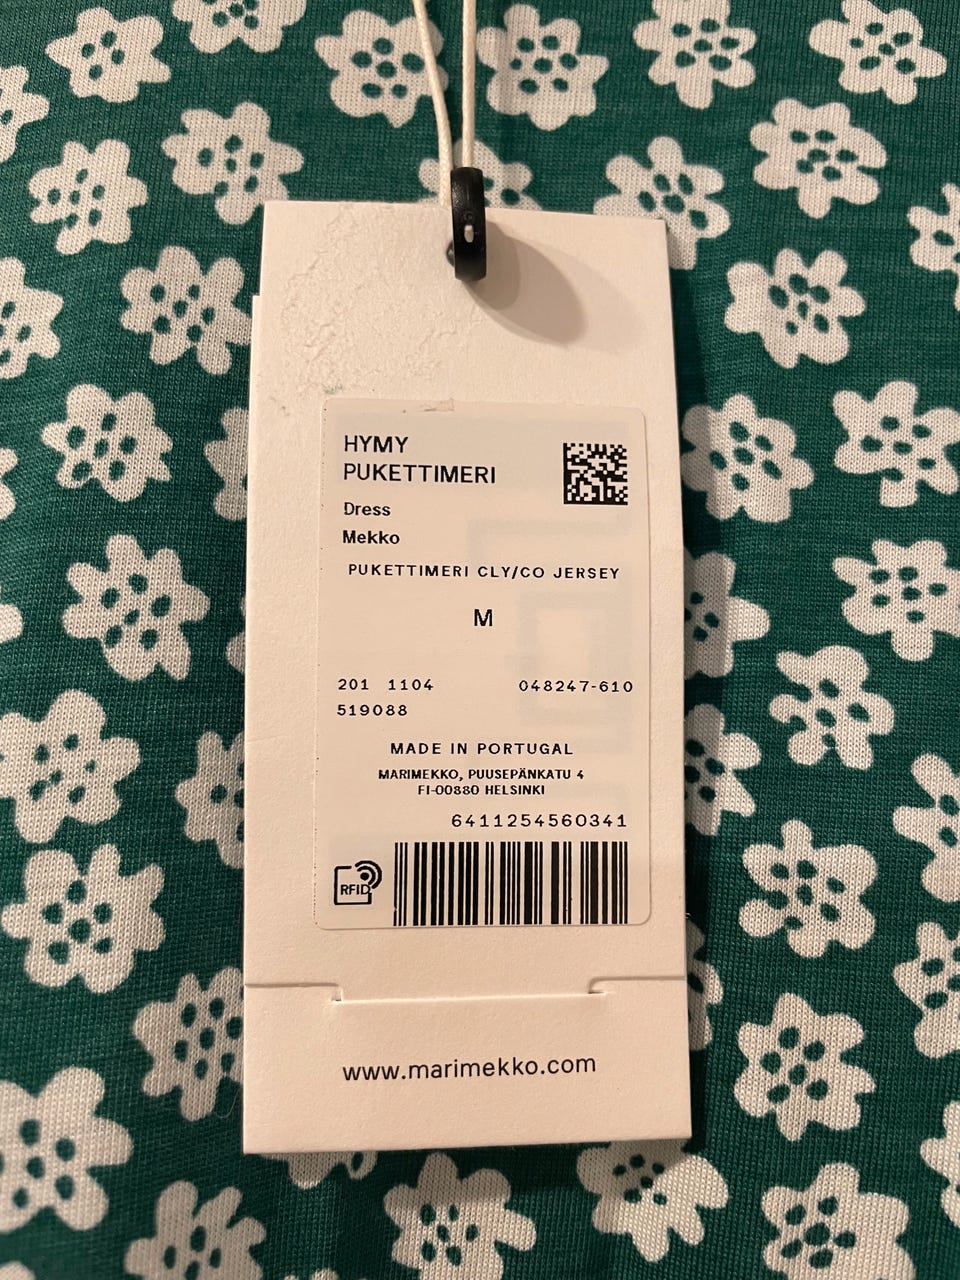 HYMY
PUKETTIMERI
Dress
Mekko
PUKETTIMERI CLY/CO JERSEY
M
201 1104 048247-610
519088
MADE IN PORTUGAL
MARIMEKKO, PUUSEPÄNKATU 4
FI-00880 HELSINKI
6411254560341
RFID
www.marimekko.com